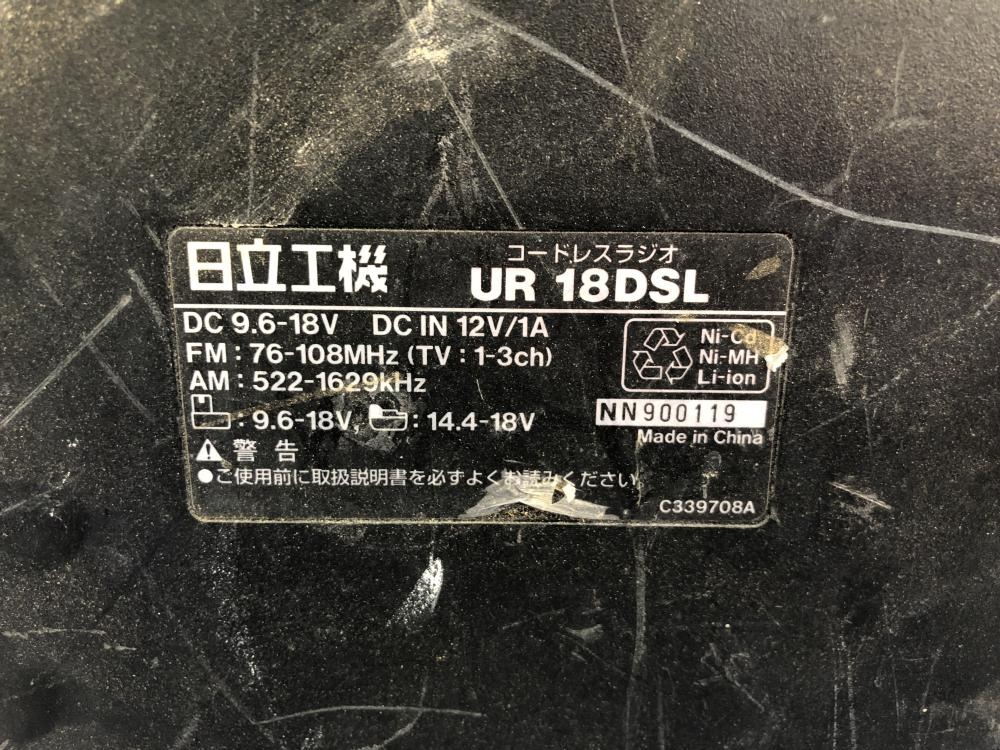 日立工機
コードレスラジオ
UR 18DSL
DC 9.6-18V DC IN 12V/1A
FM : 76-108MHz (TV : 1-3ch)
AM : 522-1629kHz
: 9.6-18V, : 14.4-18V
Ni-Cd
Ni-MH
Li-ion
NN900119
Made in China
警告
●ご使用前に取扱説明書を必ずよくお読みください
C339708A